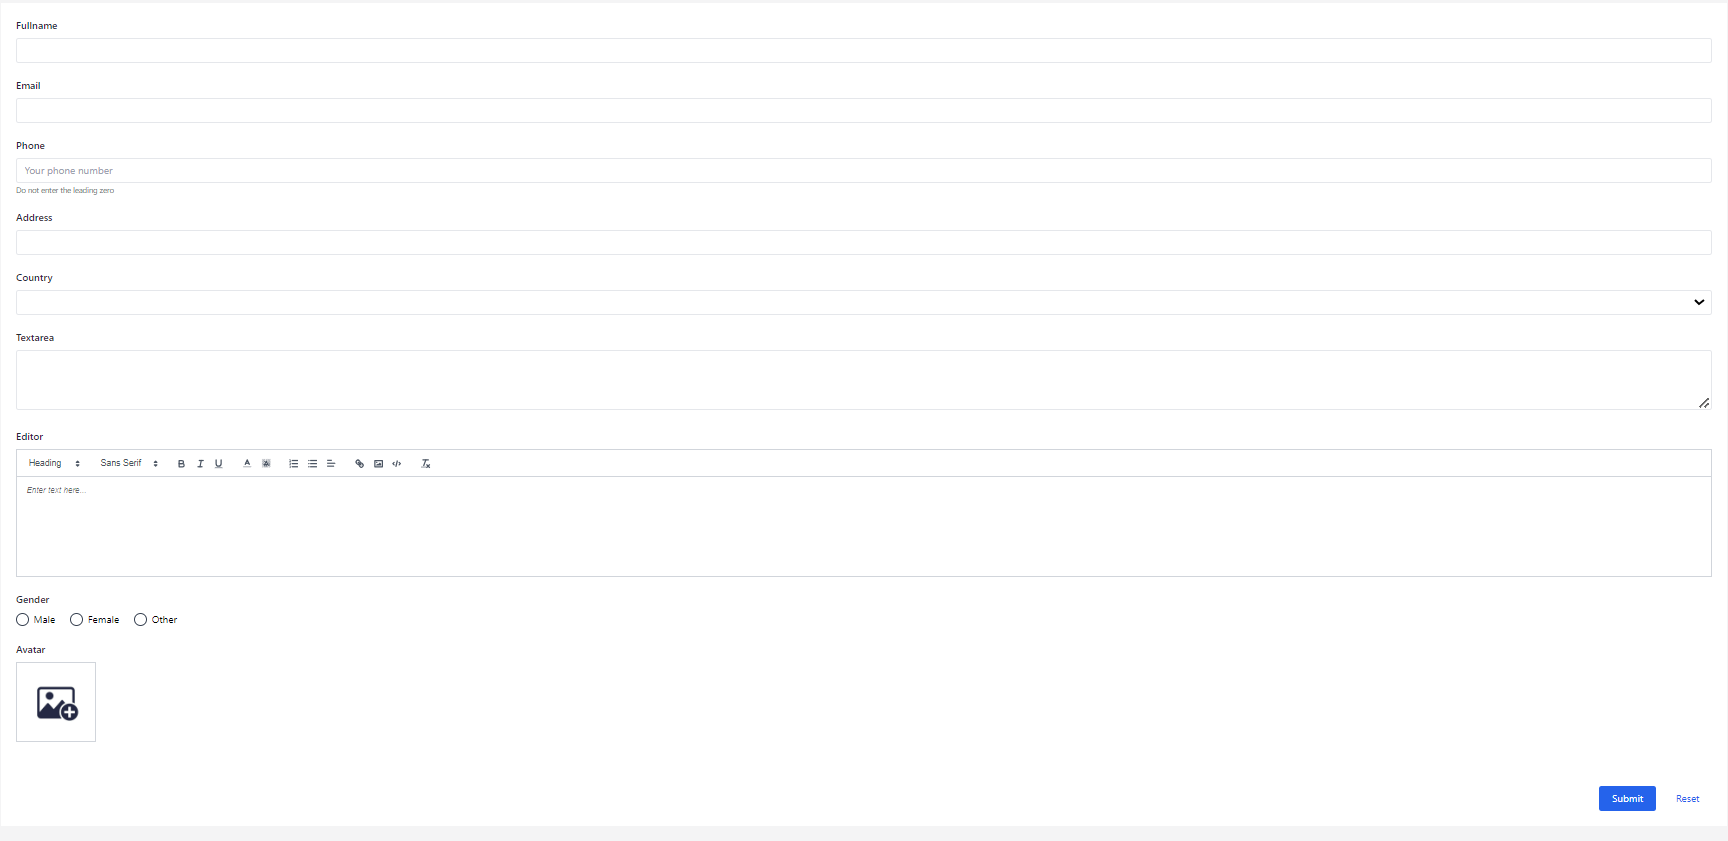 Fullname
Email
Phone
Your phone number
Do not enter the leading zero
Address
Country
Textarea
Editor
Heading Sans Serif B I U A A
Enter text here...
Gender
Male Female Other
Avatar
Submit Reset